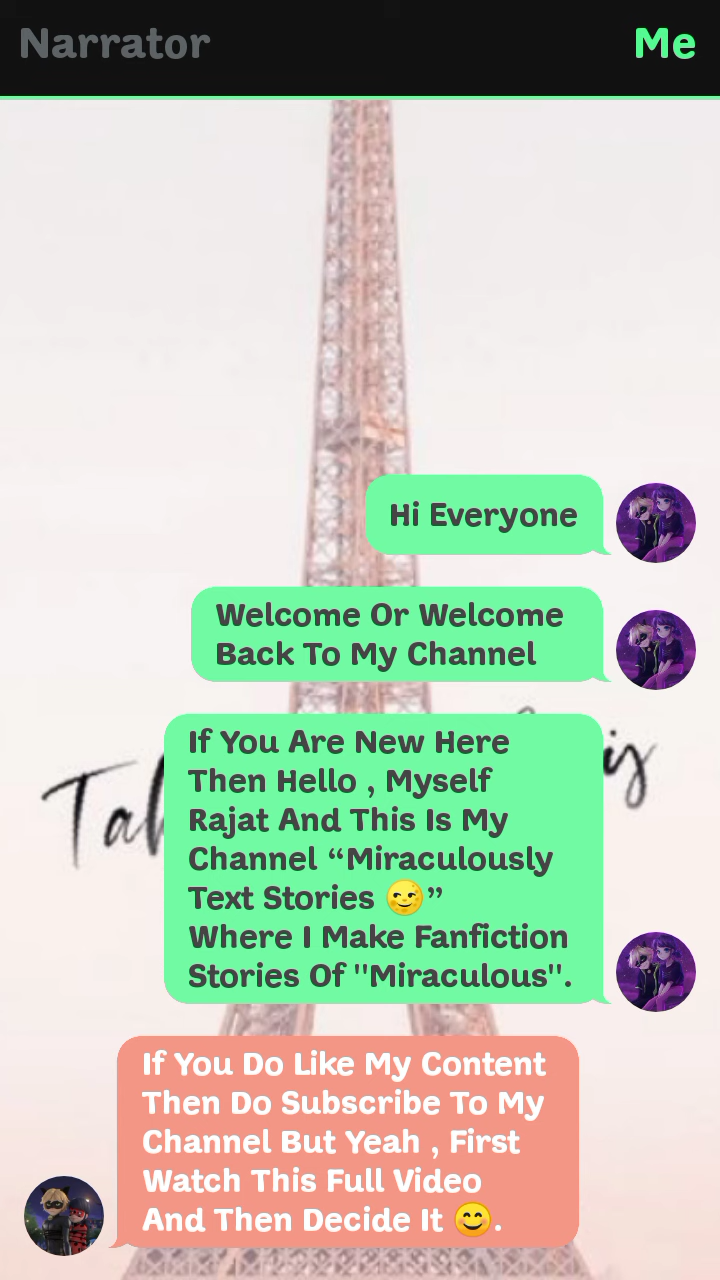 Narrator
Me
Hi Everyone
Welcome Or Welcome
Back To My Channel
If You Are New Here
Then Hello , Myself
Rajat And This Is My
Channel “Miraculously
Text Stories 🌝”
Where I Make Fanfiction
Stories Of "Miraculous".
If You Do Like My Content
Then Do Subscribe To My
Channel But Yeah , First
Watch This Full Video
And Then Decide It 😊.